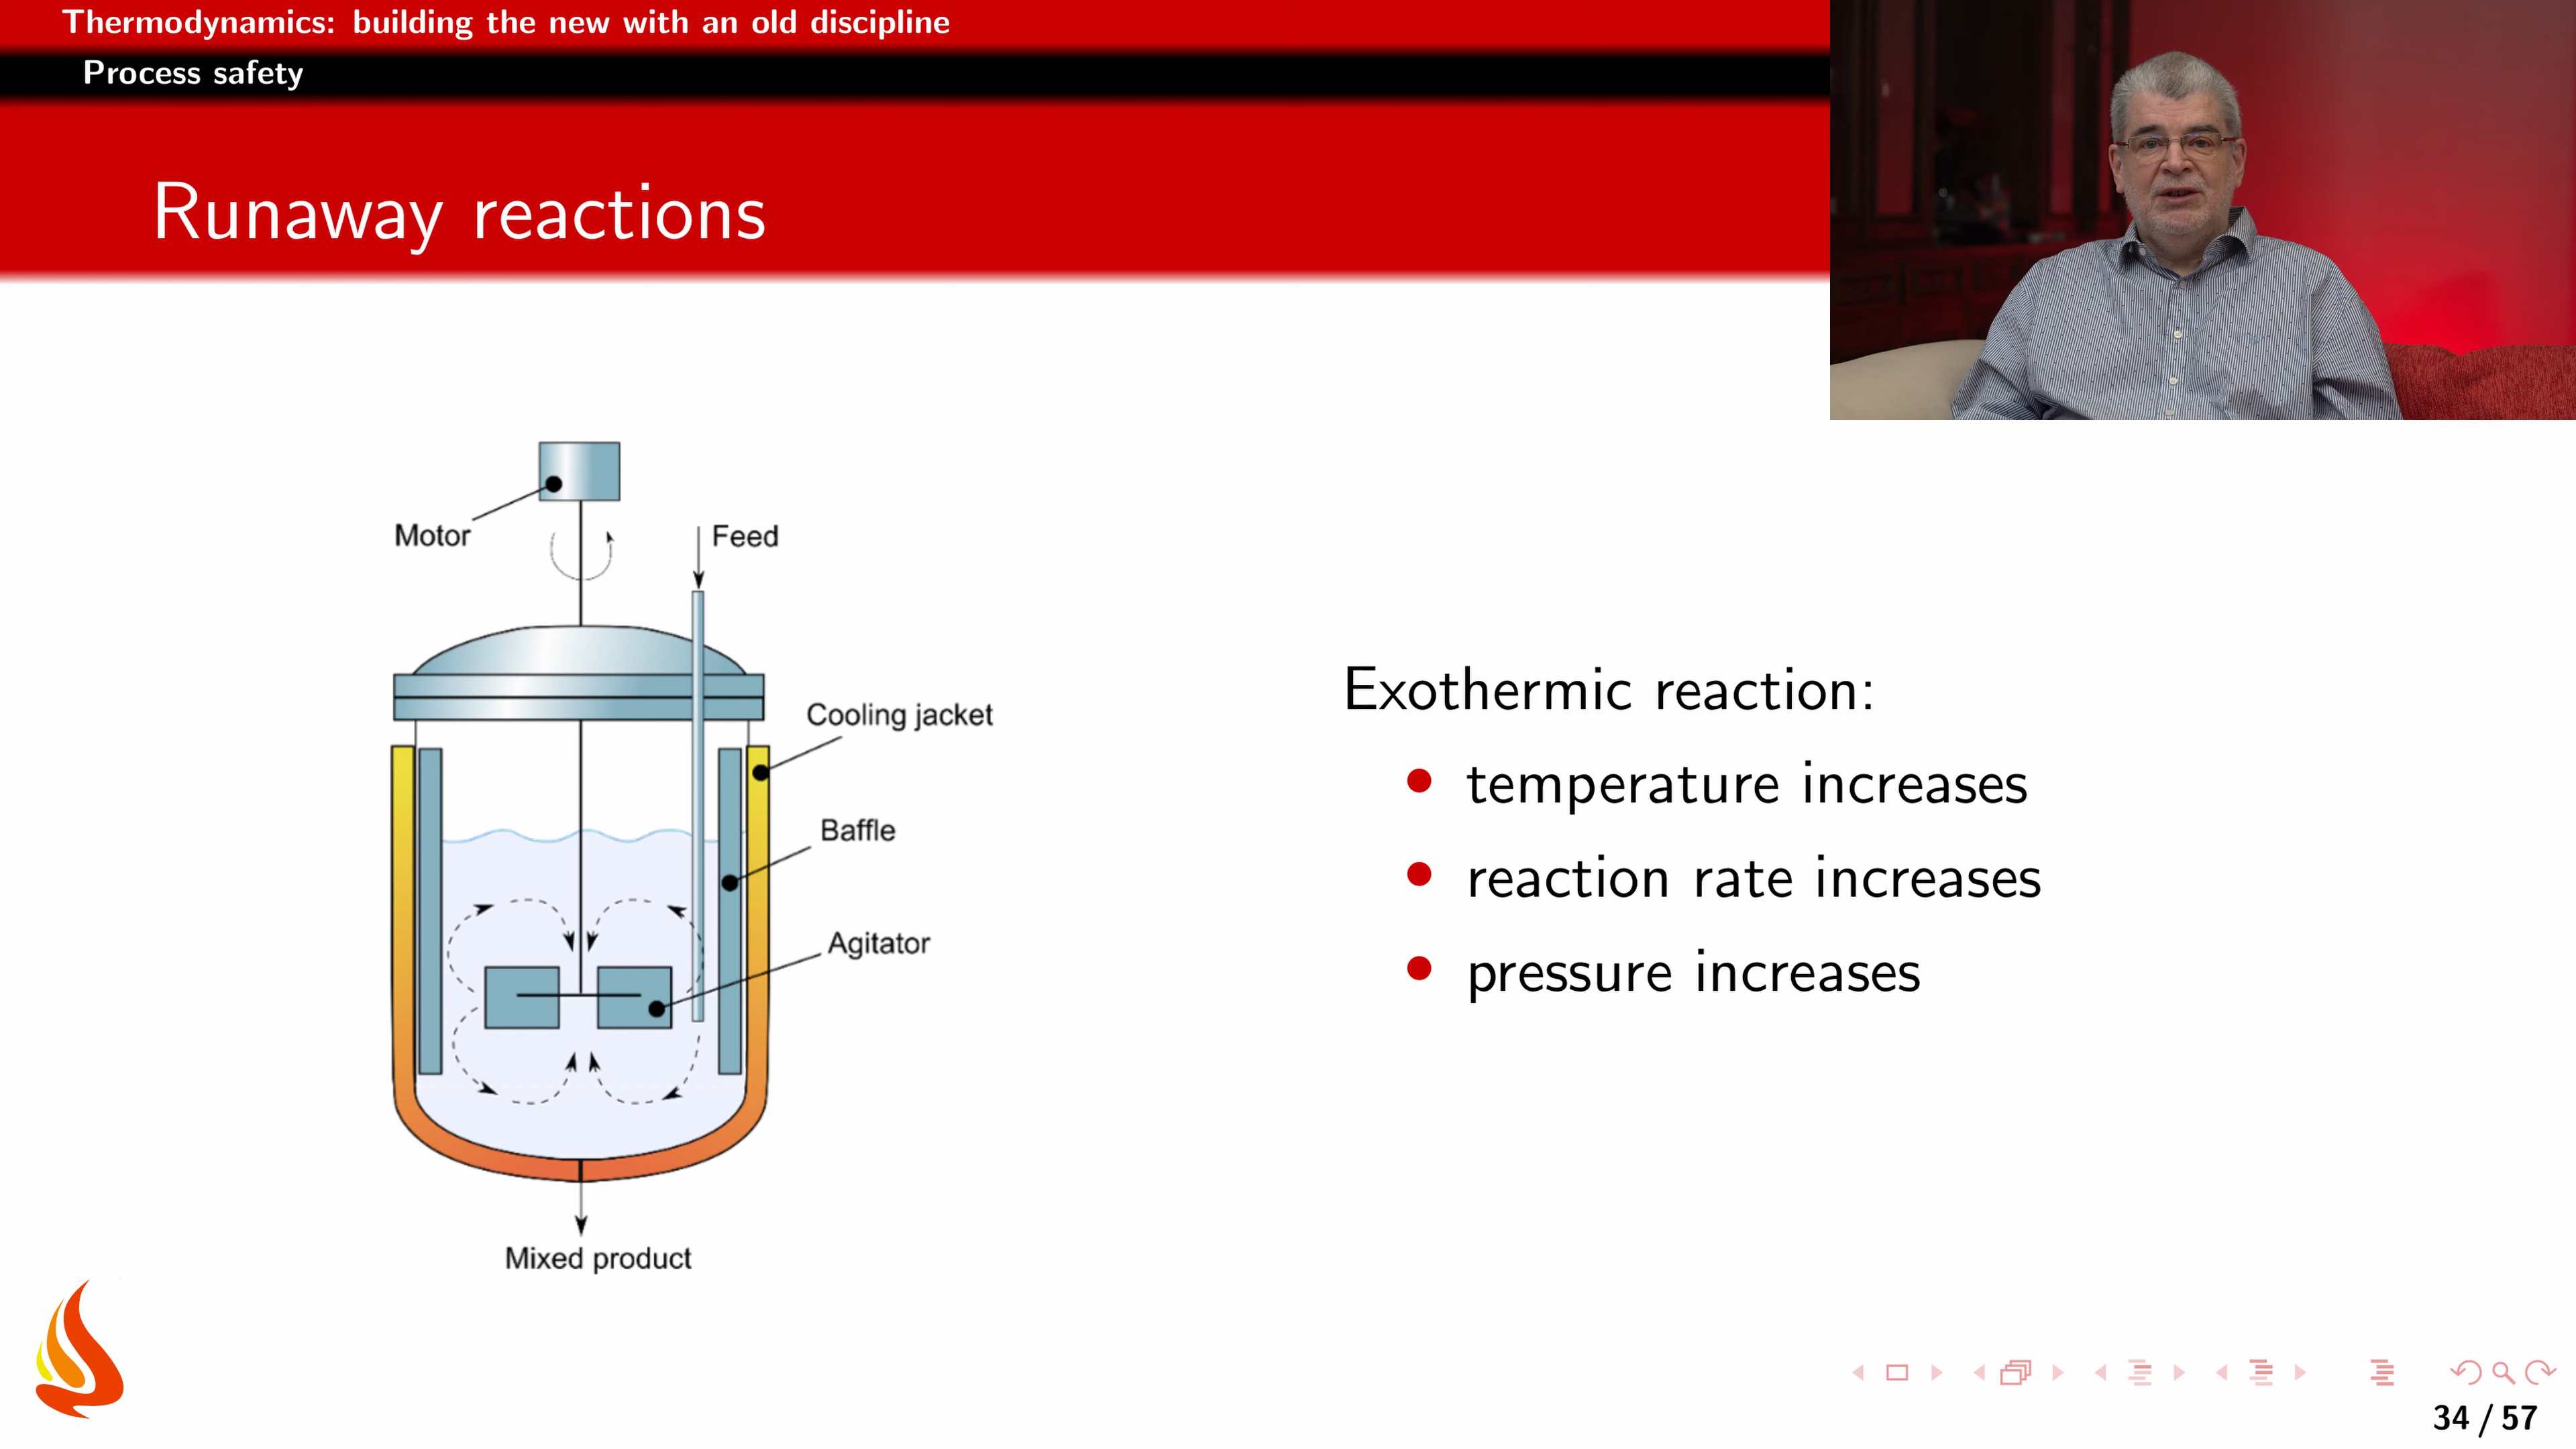 Thermodynamics: building the new with an old discipline
Process safety
Runaway reactions
Motor
Feed
Cooling jacket
Baffle
Agitator
Mixed product
Exothermic reaction:
temperature increases
reaction rate increases
pressure increases
34 / 57